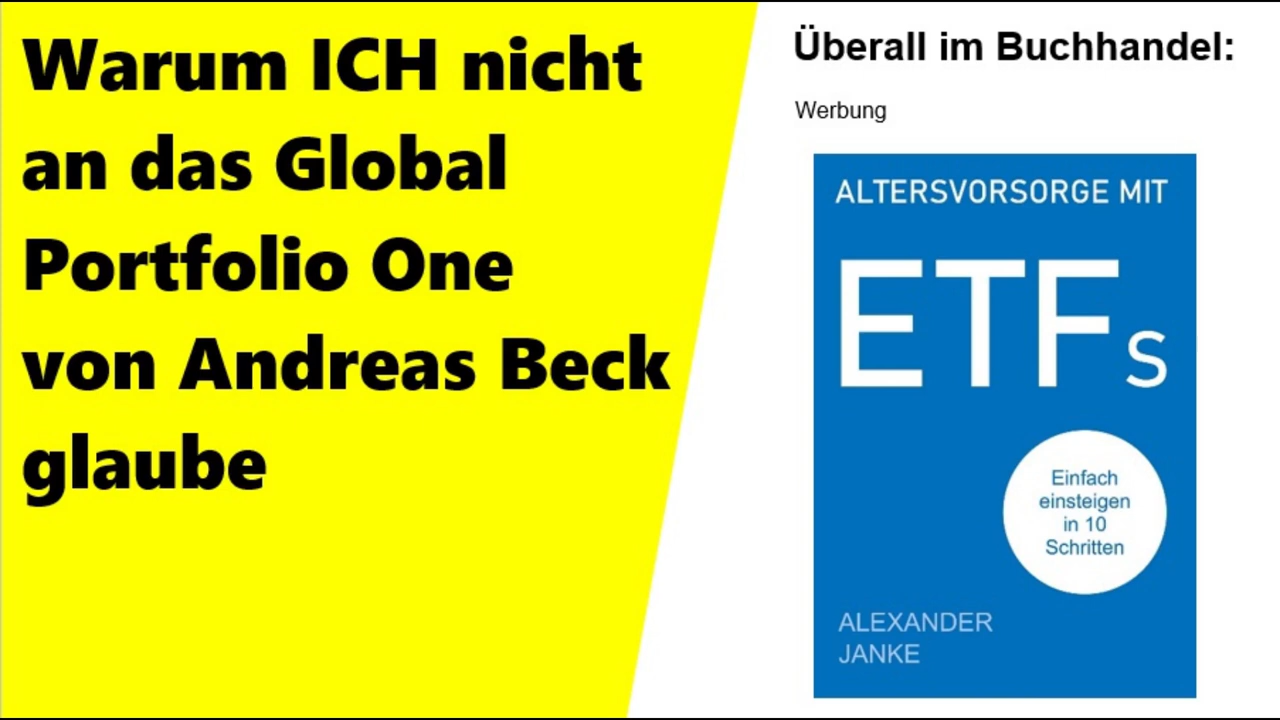 Warum ICH nicht
an das Global
Portfolio One
von Andreas Beck
glaube
Überall im Buchhandel:
Werbung
ALTERSVORSORGE MIT
ETFs
Einfach
einsteigen
in 10
Schritten
ALEXANDER
JANKE